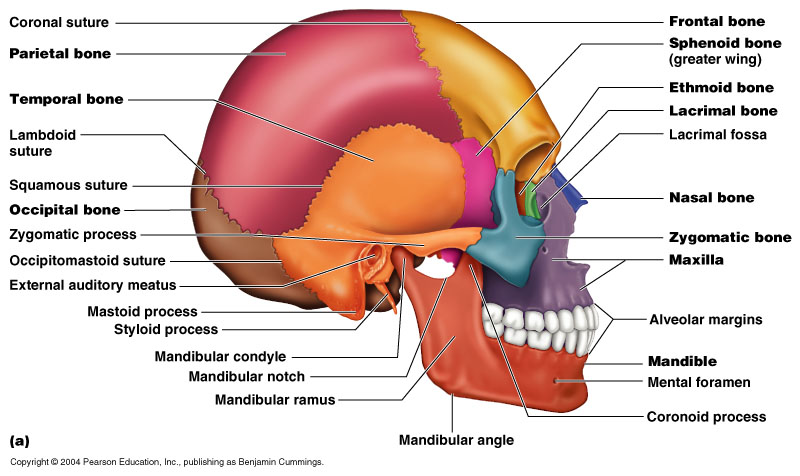 Coronal suture
Parietal bone
Temporal bone
Lambdoid
suture
Squamous suture
Occipital bone
Zygomatic process
Occipitomastoid suture
External auditory meatus
Mastoid process
Styloid process
Mandibular condyle
Mandibular notch
Mandibular ramus
Mandibular angle
Frontal bone
Sphenoid bone
(greater wing)
Ethmoid bone
Lacrimal bone
Lacrimal fossa
Nasal bone
Zygomatic bone
Maxilla
Alveolar margins
Mandible
Mental foramen
Coronoid process
(a)
Copyright © 2004 Pearson Education, Inc., publishing as Benjamin Cummings.